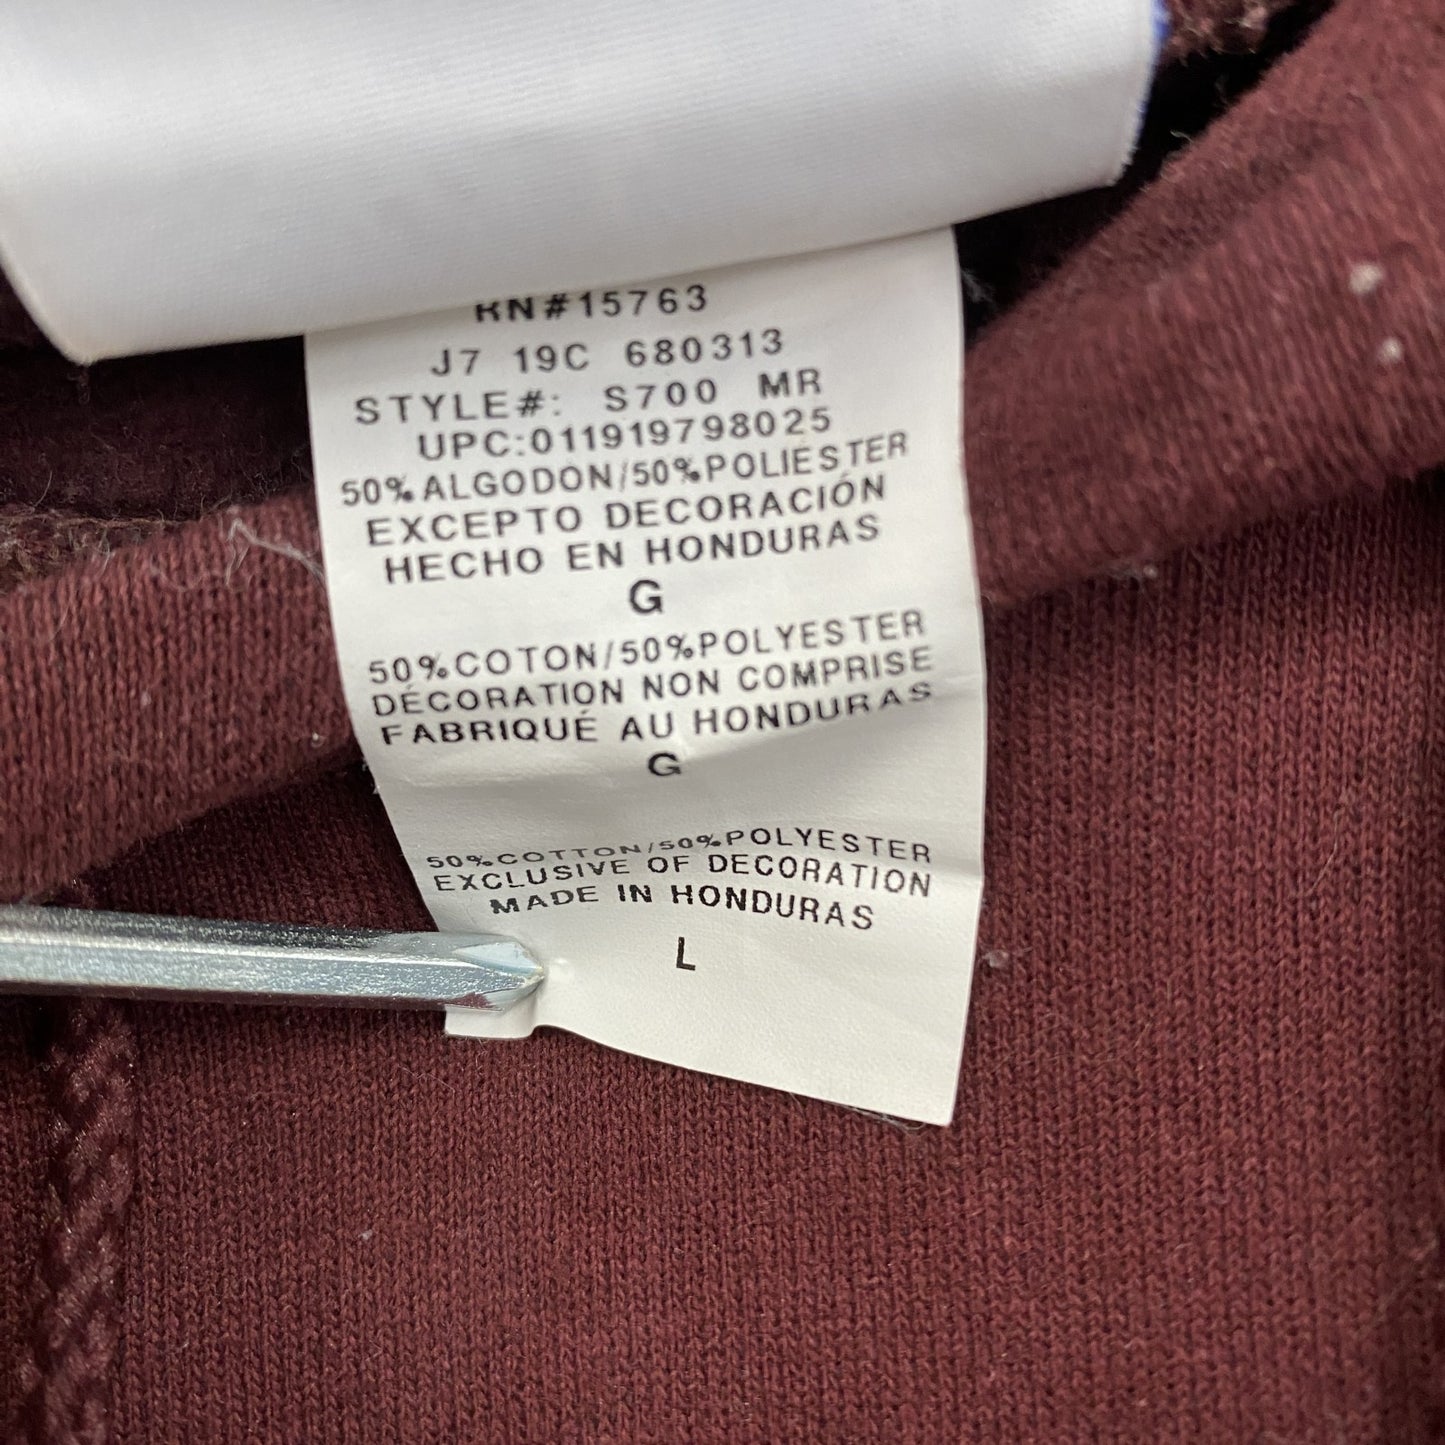 RN#15763
J7 19C 680313
STYLE#: S700 MR
UPC:011919798025
50%ALGODON/50%POLIÉSTER
EXCEPTO DECORACIÓN
HECHO EN HONDURAS
G
50%COTON/50%POLYESTER
DÉCORATION NON COMPRISE
FABRIQUÉ AU HONDURAS
G
50%COTTON/50%POLYESTER
EXCLUSIVE OF DECORATION
MADE IN HONDURAS
L